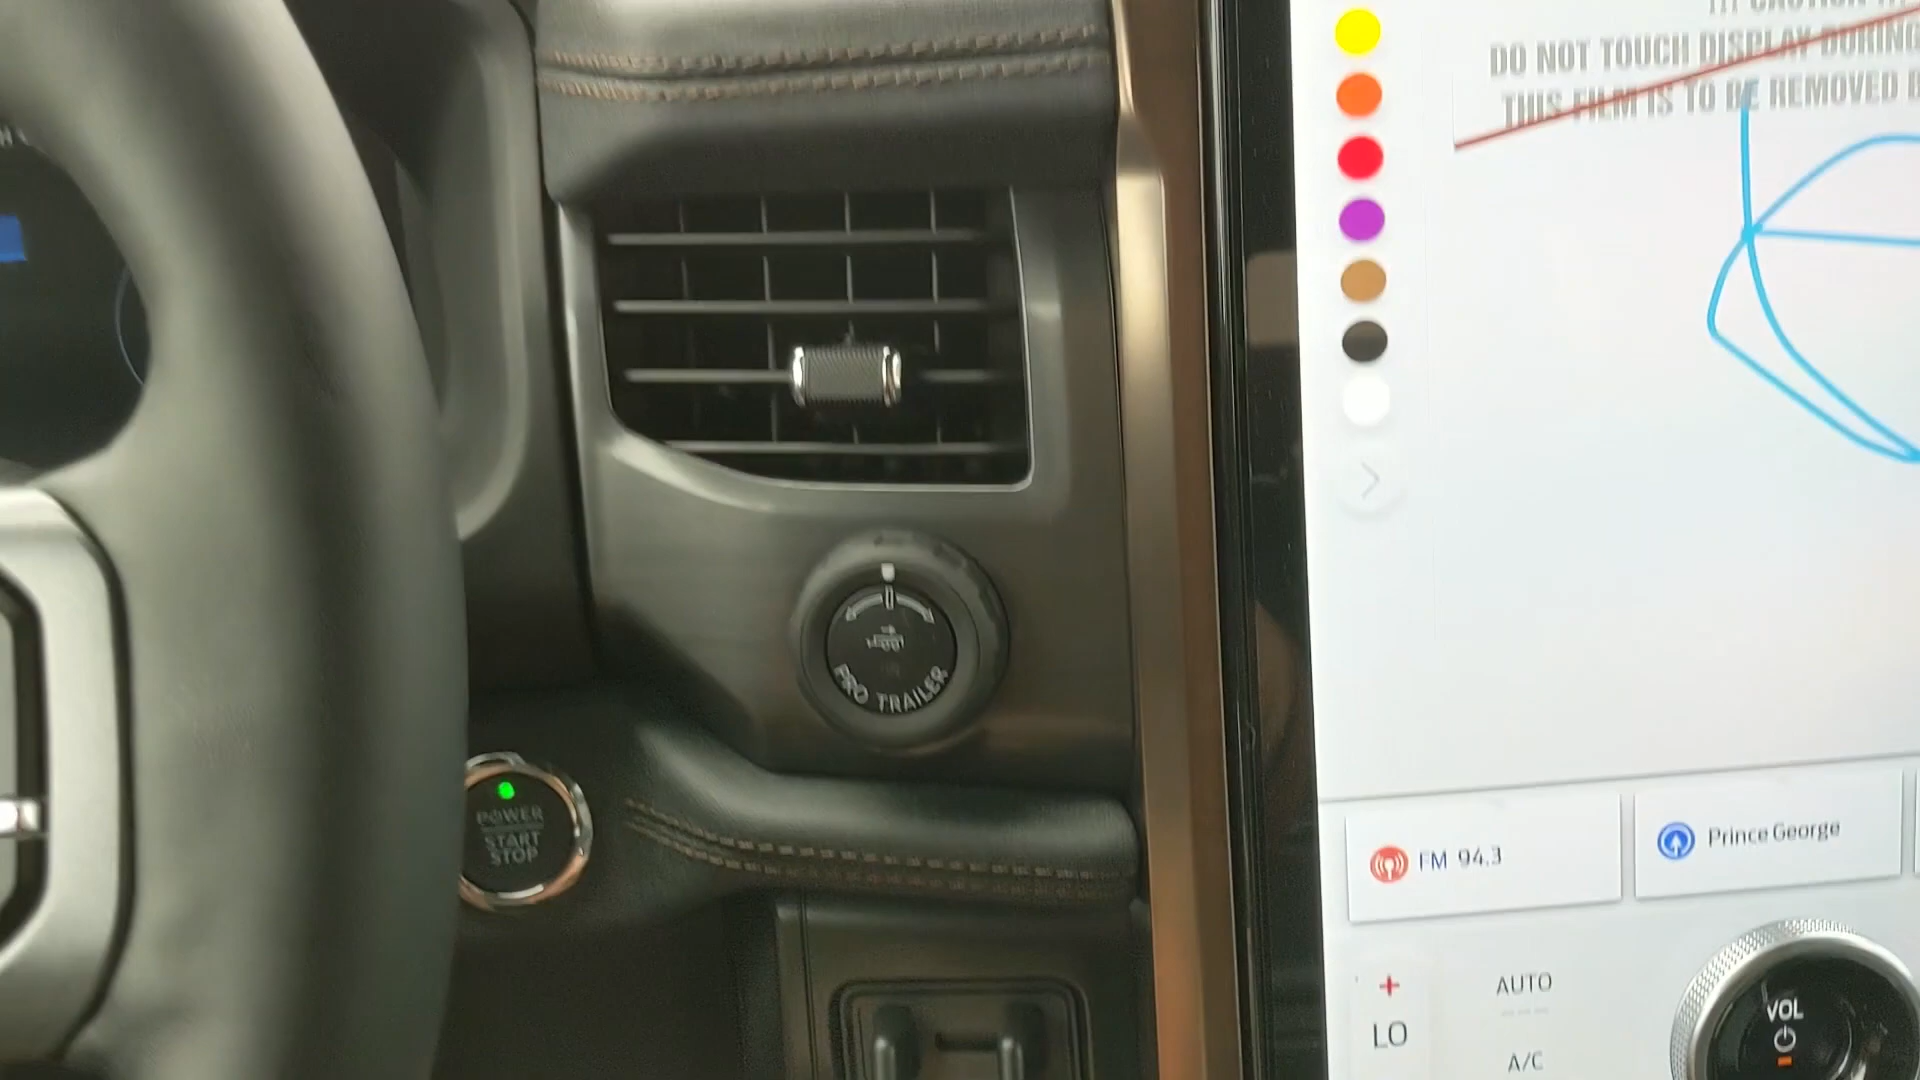 DO NOT TOUCH DISPLAY DURING
THIS FILM IS TO BE REMOVED
PRO TRAILER
POWER
START
STOP
FM 94.3
Prince George
+
LO
AUTO
A/C
VOL